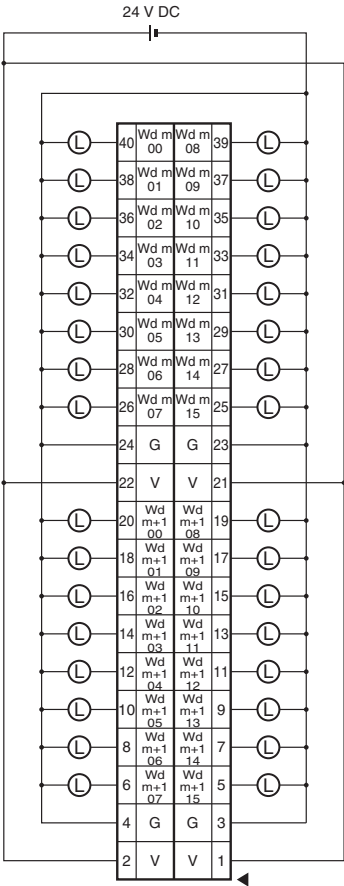 24 V DC
L 40 Wd m 00 Wd m 08 39 L
L 38 Wd m 01 Wd m 09 37 L
L 36 Wd m 02 Wd m 10 35 L
L 34 Wd m 03 Wd m 11 33 L
L 32 Wd m 04 Wd m 12 31 L
L 30 Wd m 05 Wd m 13 29 L
L 28 Wd m 06 Wd m 14 27 L
L 26 Wd m 07 Wd m 15 25 L
24 G G 23
22 V V 21
L 20 Wd m+1 00 Wd m+1 08 19 L
L 18 Wd m+1 01 Wd m+1 09 17 L
L 16 Wd m+1 02 Wd m+1 10 15 L
L 14 Wd m+1 03 Wd m+1 11 13 L
L 12 Wd m+1 04 Wd m+1 12 11 L
L 10 Wd m+1 05 Wd m+1 13 9 L
L 8 Wd m+1 06 Wd m+1 14 7 L
L 6 Wd m+1 07 Wd m+1 15 5 L
4 G G 3
2 V V 1